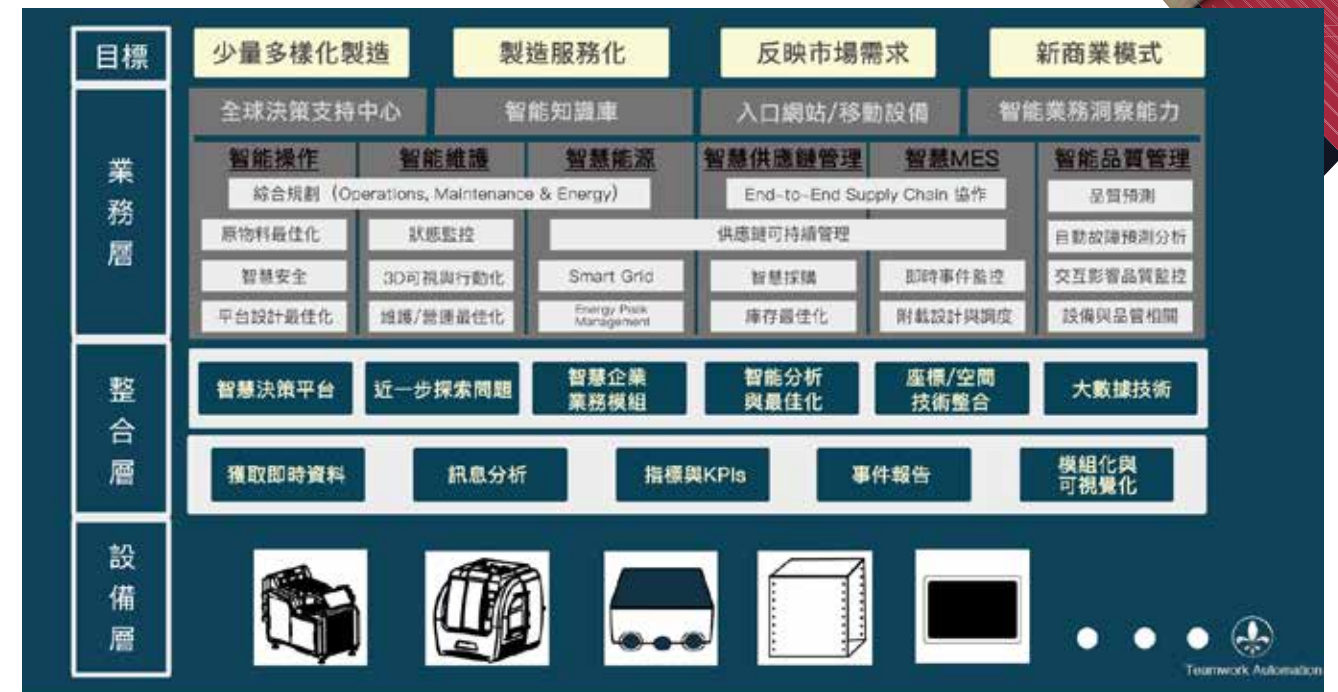 目標
少量多樣化製造
製造服務化
反映市場需求
新商業模式
業務層
全球決策支持中心
智能知識庫
入口網站/移動設備
智能業務洞察能力
智能操作
智能維護
智慧能源
智慧供應鏈管理
智慧MES
智能品質管理
綜合規劃（Operations, Maintenance & Energy）
End-to-End Supply Chain 協作
品質預測
原物料最佳化
狀態監控
供應鏈可持續管理
自動故障預測分析
智慧安全
3D可視與行動化
Smart Grid
智慧採購
即時事件監控
交互影響品質監控
平台設計最佳化
維護/營運最佳化
Energy Peak
Management
庫存最佳化
附載設計與調度
設備與品管相關
整合層
智慧決策平台
近一步探索問題
智慧企業
業務模組
智能分析
與最佳化
座標/空間
技術整合
大數據技術
獲取即時資料
訊息分析
指標與KPIs
事件報告
模組化與
可視覺化
設備層
Teamwork Automation